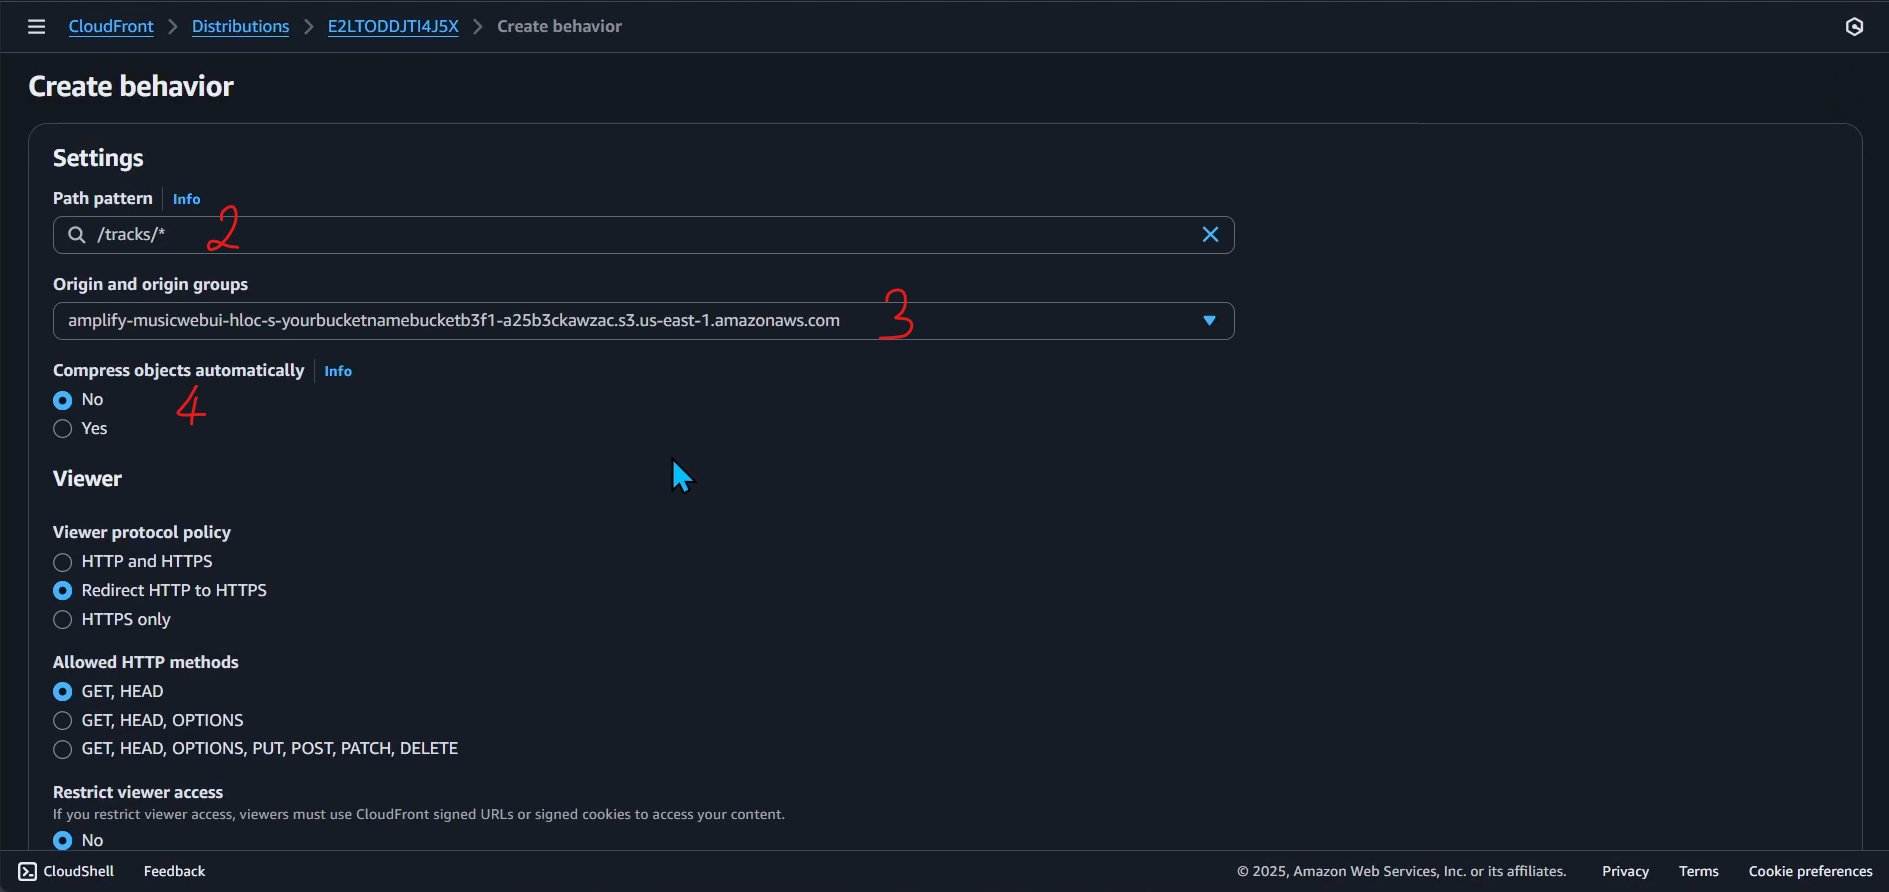 CloudFront > Distributions > E2LTODDJTI4J5X > Create behavior
Create behavior
Settings
Path pattern | Info
/tracks/* 2
Origin and origin groups
amplify-musicwebui-hloc-s-yourbucketnamebucketb3f1-a25b3ckawzac.s3.us-east-1.amazonaws.com 3
Compress objects automatically | Info
No 4
Yes
Viewer
Viewer protocol policy
HTTP and HTTPS
Redirect HTTP to HTTPS
HTTPS only
Allowed HTTP methods
GET, HEAD
GET, HEAD, OPTIONS
GET, HEAD, OPTIONS, PUT, POST, PATCH, DELETE
Restrict viewer access
If you restrict viewer access, viewers must use CloudFront signed URLs or signed cookies to access your content.
No
CloudShell Feedback © 2025, Amazon Web Services, Inc. or its affiliates. Privacy Terms Cookie preferences